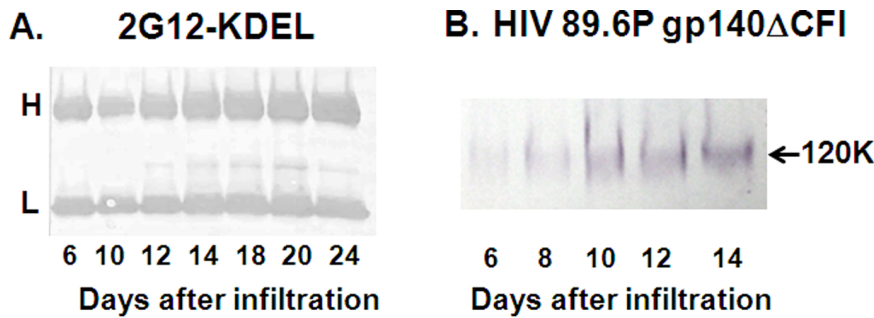 A. 2G12-KDEL
H
L
6 10 12 14 18 20 24
Days after infiltration
B. HIV 89.6P gp140ΔCFI
←120K
6 8 10 12 14
Days after infiltration